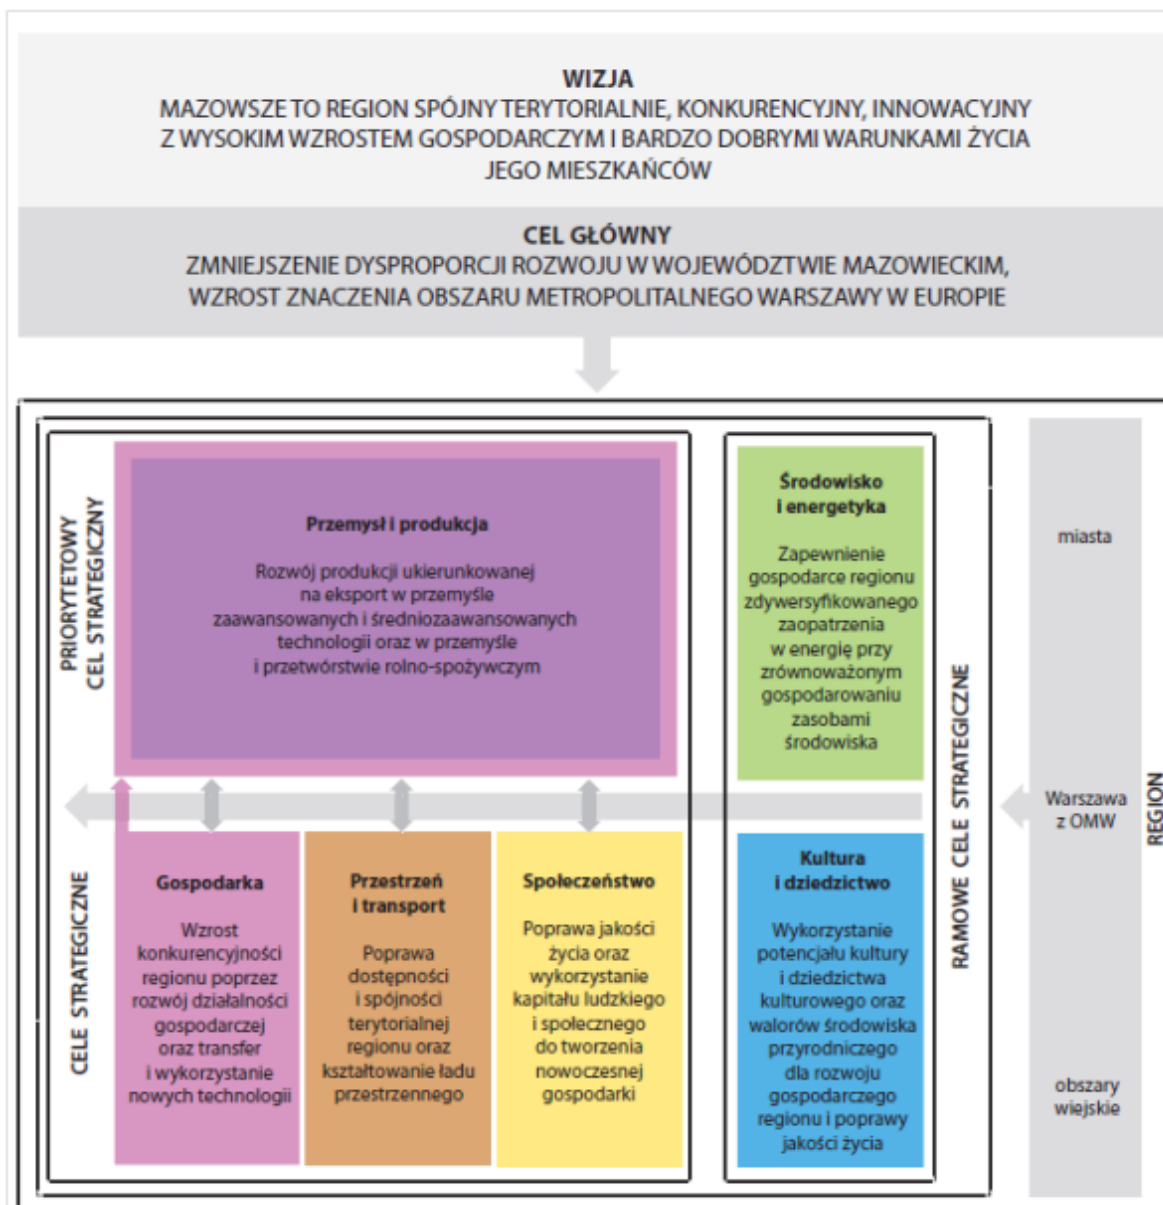 WIZJA
MAZOWSZE TO REGION SPÓJNY TERYTORIALNIE, KONKURENCYJNY, INNOWACYJNY
Z WYSOKIM WZROSTEM GOSPODARCZYM I BARDZO DOBRYMI WARUNKAMI ŻYCIA
JEGO MIESZKAŃCÓW
CEL GŁÓWNY
ZMNIEJSZENIE DYSPROPORCJI ROZWOJU W WOJEWÓDZTWIE MAZOWIECKIM,
WZROST ZNACZENIA OBSZARU METROPOLITALNEGO WARSZAWY W EUROPIE
PRIORYTETOWY
CEL STRATEGICZNY
Przemysł i produkcja
Rozwój produkcji ukierunkowanej
na eksport w przemyśle
zaawansowanych i średniozaawansowanych
technologii oraz w przemyśle
i przetwórstwie rolno-spożywczym
Środowisko
i energetyka
Zapewnienie
gospodarce regionu
zdywersyfikowanego
zaopatrzenia
w energię przy
zrównoważonym
gospodarowaniu
zasobami
środowiska
CELE STRATEGICZNE
Gospodarka
Wzrost
konkurencyjności
regionu poprzez
rozwój działalności
gospodarczej
oraz transfer
i wykorzystanie
nowych technologii
Przestrzeń
i transport
Poprawa
dostępności
i spójności
terytorialnej
regionu oraz
kształtowanie ładu
przestrzennego
Społeczeństwo
Poprawa jakości
życia oraz
wykorzystanie
kapitału ludzkiego
i społecznego
do tworzenia
nowoczesnej
gospodarki
Kultura
i dziedzictwo
Wykorzystanie
potencjału kultury
i dziedzictwa
kulturowego oraz
walorów środowiska
przyrodniczego
dla rozwoju
gospodarczego
regionu i poprawy
jakości życia
RAMOWE CELE STRATEGICZNE
miasta
Warszawa
z OMW
obszary
wiejskie
REGION